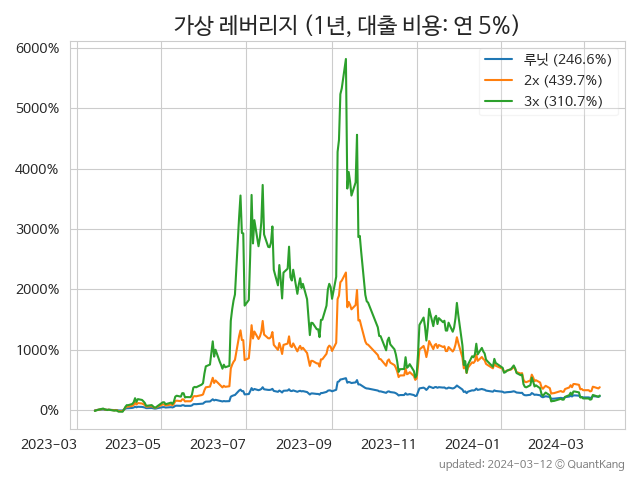 가상 레버리지 (1년, 대출 비용: 연 5%)
6000%
5000%
4000%
3000%
2000%
1000%
0%
루닛 (246.6%)
2x (439.7%)
3x (310.7%)
2023-03
2023-05
2023-07
2023-09
2023-11
2024-01
2024-03
updated: 2024-03-12 © QuantKang